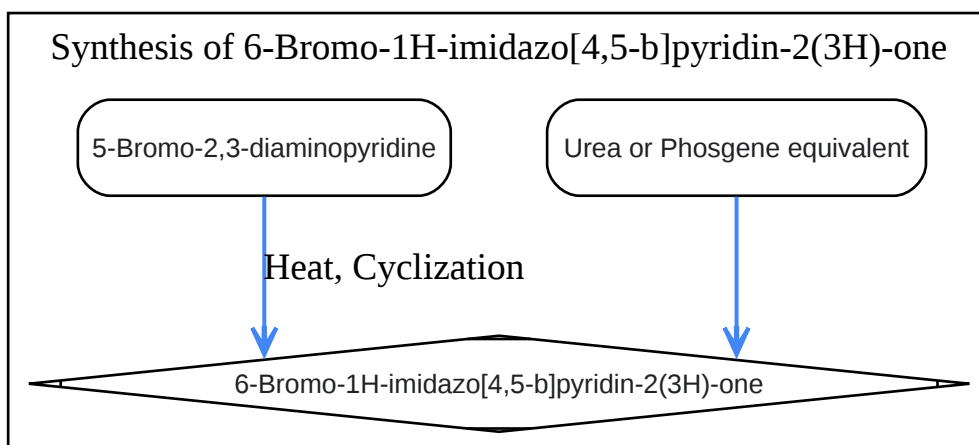 Synthesis of 6-Bromo-1H-imidazo[4,5-b]pyridin-2(3H)-one
5-Bromo-2,3-diaminopyridine
Urea or Phosgene equivalent
Heat, Cyclization
6-Bromo-1H-imidazo[4,5-b]pyridin-2(3H)-one